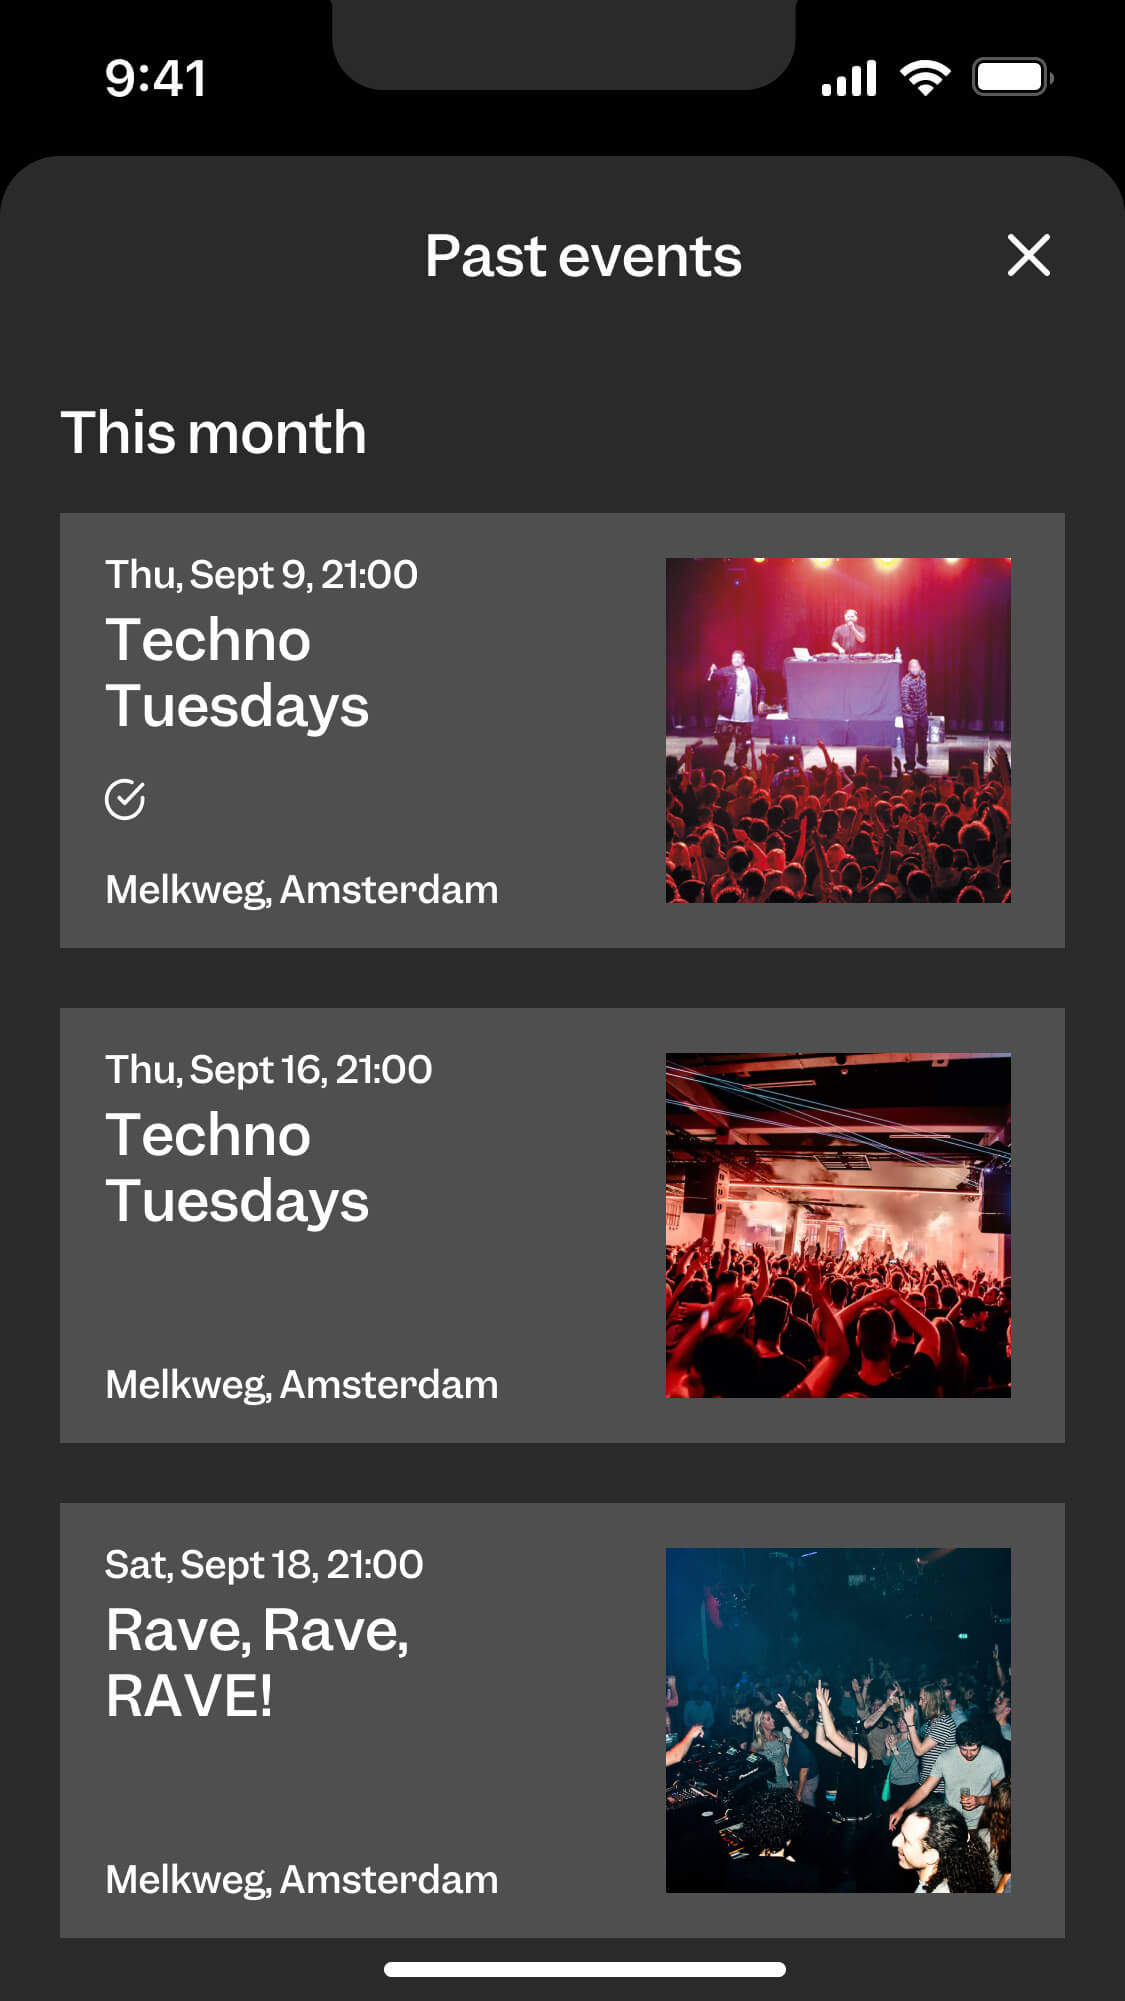 9:41
Past events
This month
Thu, Sept 9, 21:00
Techno
Tuesdays
Melkweg, Amsterdam
Thu, Sept 16, 21:00
Techno
Tuesdays
Melkweg, Amsterdam
Sat, Sept 18, 21:00
Rave, Rave,
RAVE!
Melkweg, Amsterdam